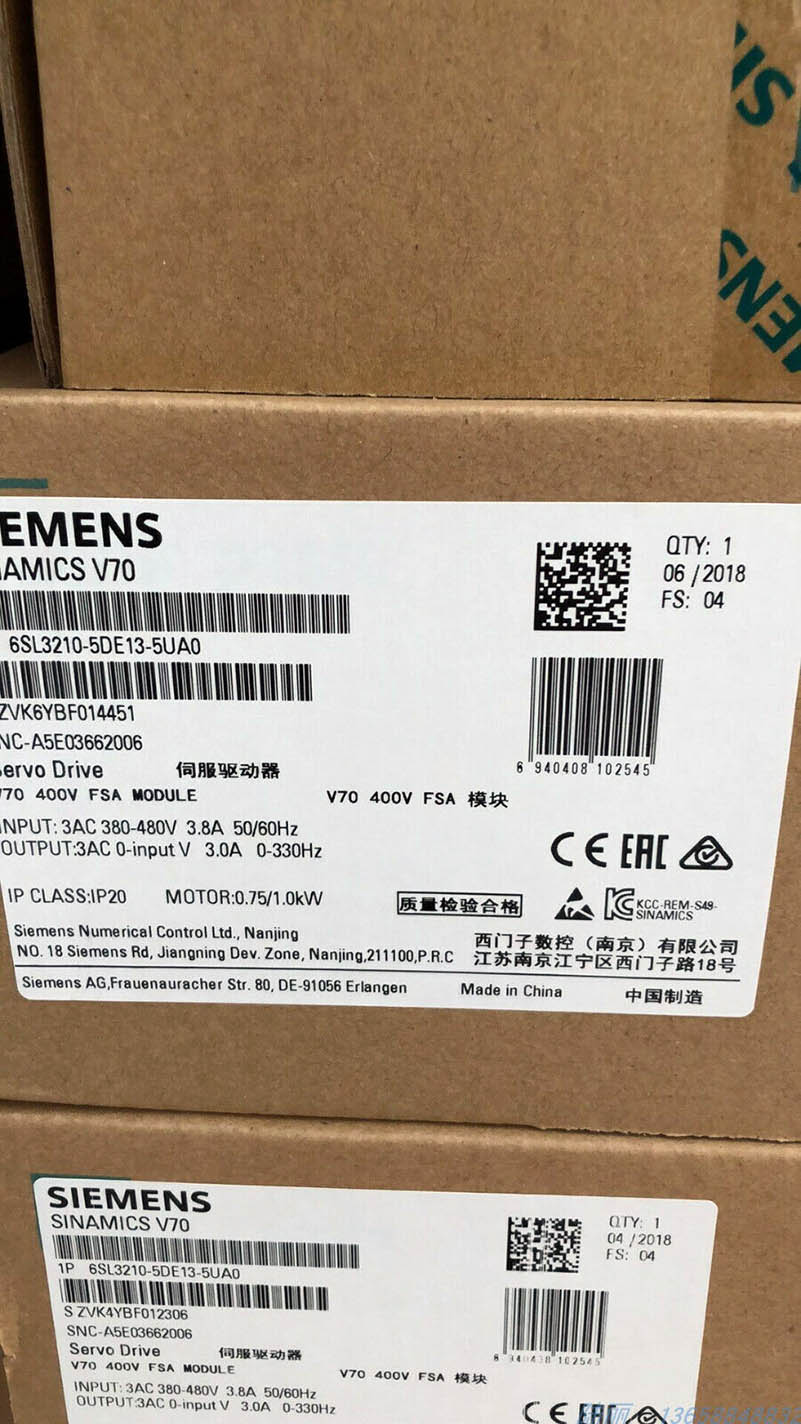 SI
MENS
EMENS
AMICS V70
6SL3210-5DE13-5UA0
ZVK6YBF014451
NC-A5E03662006
ervo Drive 伺服驱动器
V70 400V FSA MODULE V70 400V FSA 模块
INPUT: 3AC 380-480V 3.8A 50/60Hz
OUTPUT:3AC 0-input V 3.0A 0-330Hz
IP CLASS:IP20 MOTOR:0.75/1.0kW
质量检验合格
Siemens Numerical Control Ltd., Nanjing
NO. 18 Siemens Rd, Jiangning Dev. Zone, Nanjing,211100,P.R.C
Siemens AG,Frauenauracher Str. 80, DE-91056 Erlangen
Made in China
中国制造
QTY: 1
06 /2018
FS: 04
6 940408 102545
CE EAC
KCC-REM-S49-
SINAMICS
西门子数控（南京）有限公司
江苏南京江宁区西门子路18号
SIEMENS
SINAMICS V70
1P 6SL3210-5DE13-5UA0
S ZVK4YBF012306
SNC-A5E03662006
Servo Drive 伺服驱动器
V70 400V FSA MODULE V70 400V FSA 模块
INPUT: 3AC 380-480V 3.8A 50/60Hz
OUTPUT:3AC 0-input V 3.0A 0-330Hz
QTY: 1
04 /2018
FS: 04
CE